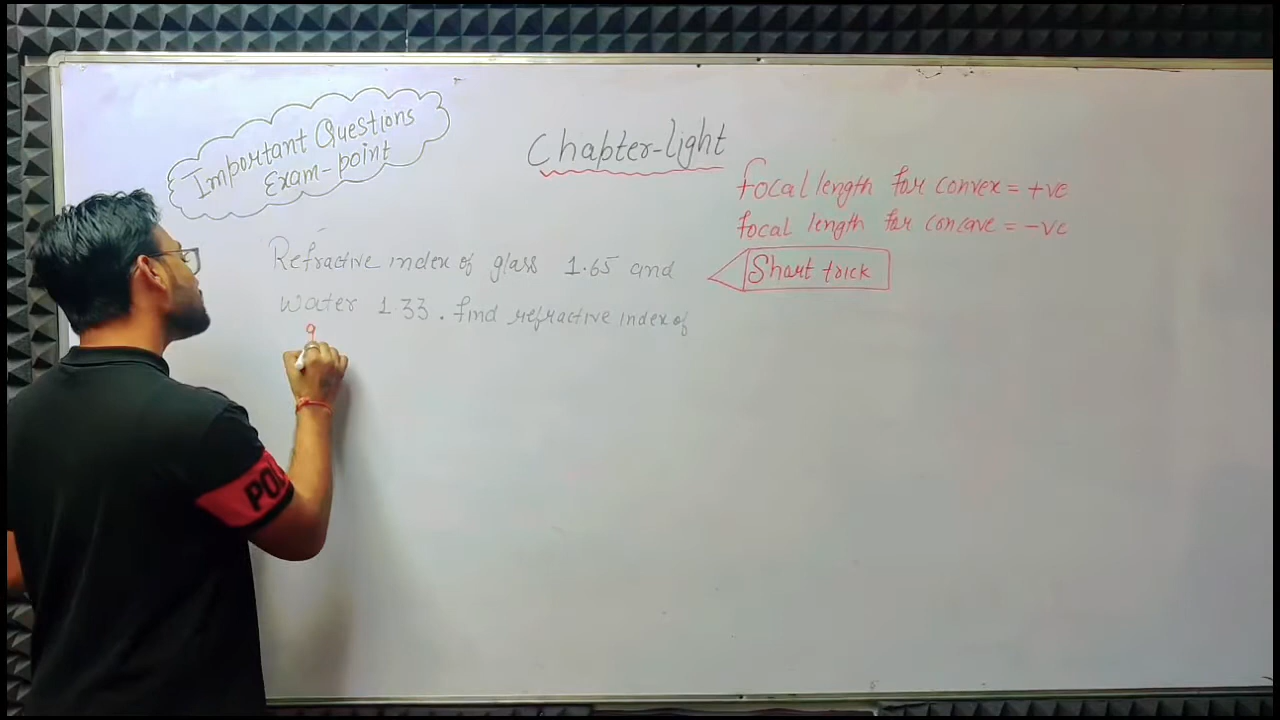 Important Questions
Exam-point
Chapter-light
focal length for convex = +ve
focal length for concave = -ve
Short trick
Refractive index of glass 1.65 and
Water 1.33. find refractive index of